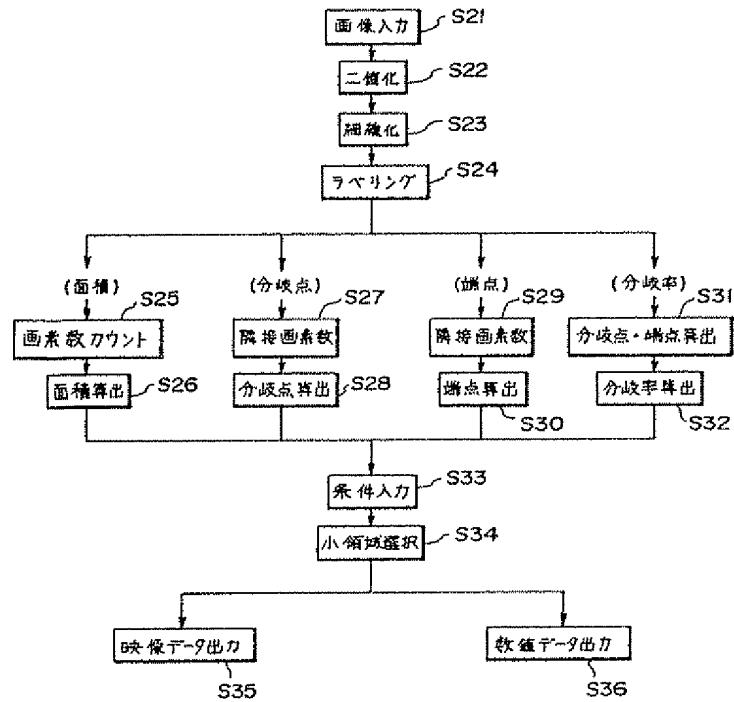 画像入力 S21
二値化 S22
細線化 S23
ラベリング S24
(面積) (分岐点) (端点) (分岐率)
S25 S27 S29 S31
画素数カウント 隣接画素数 隣接画素数 分岐点・端点算出
面積算出 S26 分岐点算出 S28 端点算出 S30 分岐率算出 S32
条件入力 S33
小領域選択 S34
映像データ出力 数値データ出力
S35 S36